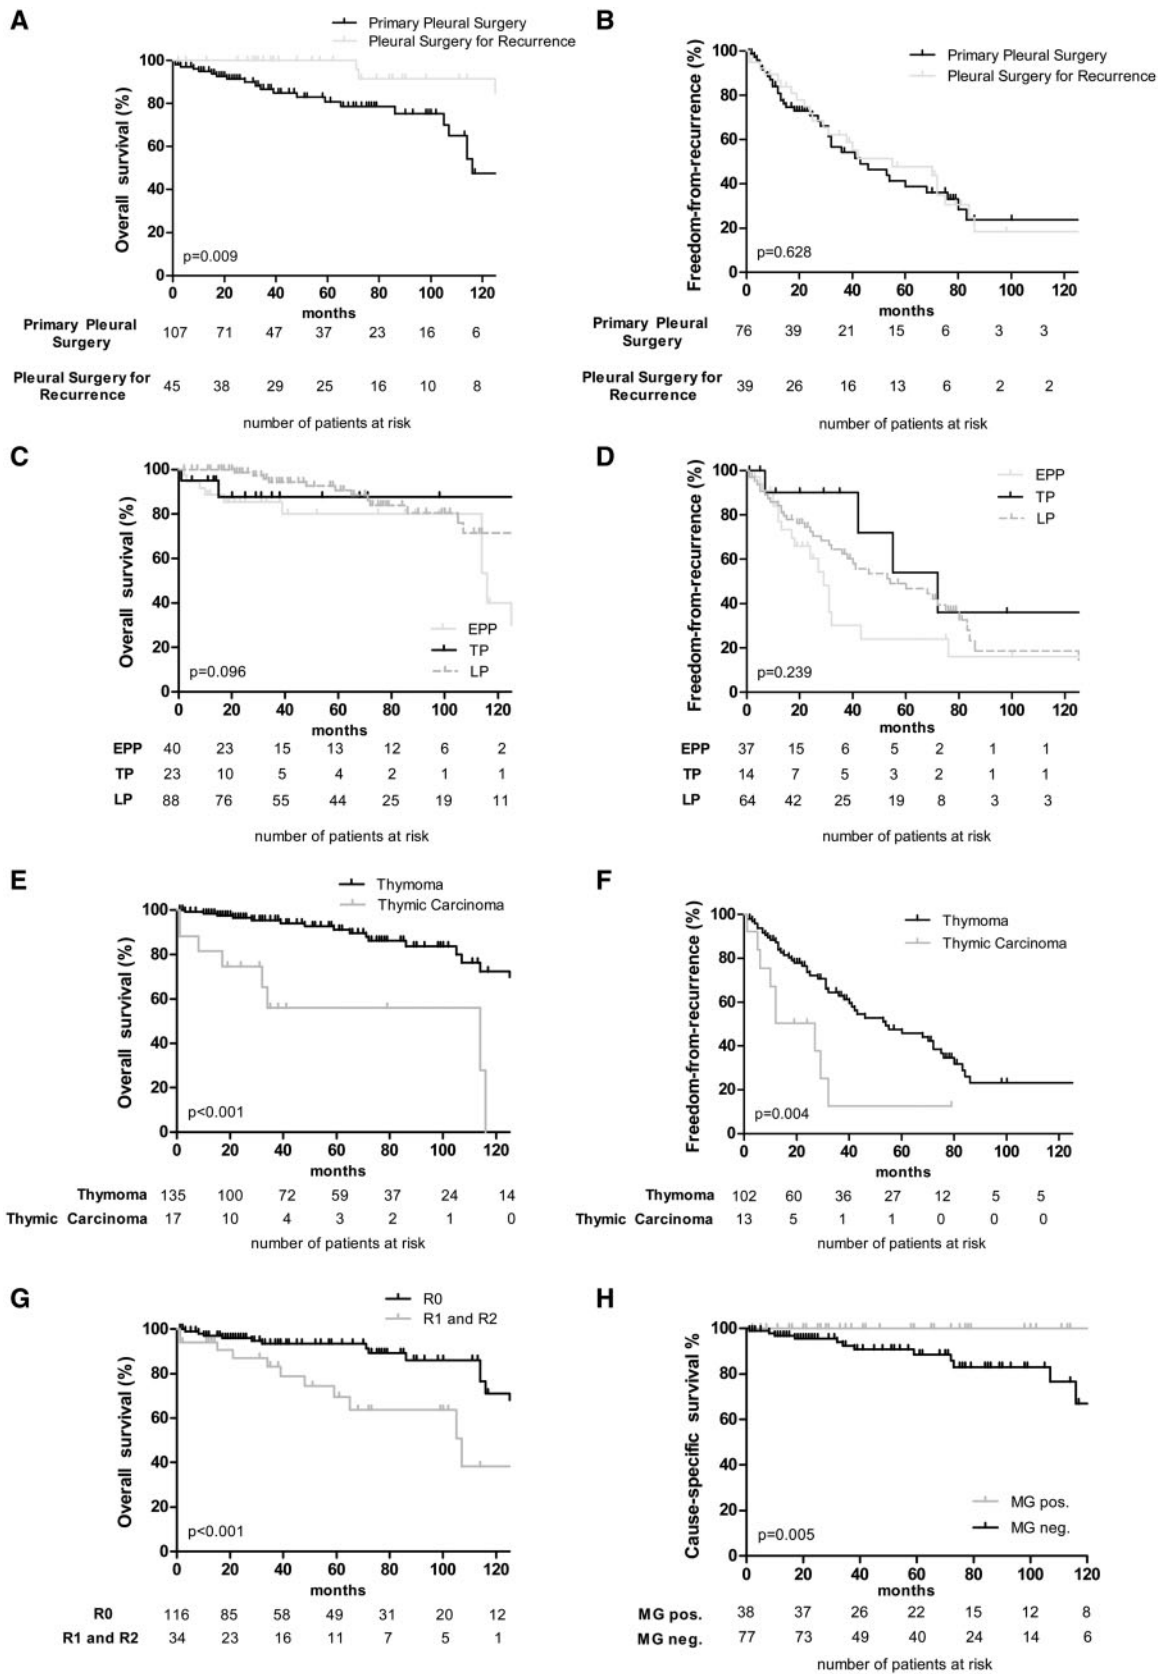 A
Primary Pleural Surgery
Pleural Surgery for Recurrence
Overall survival (%)
100
80
60
40
20
0
p=0.009
0 20 40 60 80 100 120
months
Primary Pleural Surgery 107 71 47 37 23 16 6
Pleural Surgery for Recurrence 45 38 29 25 16 10 8
number of patients at risk
B
Primary Pleural Surgery
Pleural Surgery for Recurrence
Freedom-from-recurrence (%)
100
80
60
40
20
0
p=0.628
0 20 40 60 80 100 120
months
Primary Pleural Surgery 76 39 21 15 6 3 3
Pleural Surgery for Recurrence 39 26 16 13 6 2 2
number of patients at risk
C
Overall survival (%)
100
80
60
40
20
0
EPP
TP
LP
p=0.096
0 20 40 60 80 100 120
months
EPP 40 23 15 13 12 6 2
TP 23 10 5 4 2 1 1
LP 88 76 55 44 25 19 11
number of patients at risk
D
EPP
TP
LP
Freedom-from-recurrence (%)
100
80
60
40
20
0
p=0.239
0 20 40 60 80 100 120
months
EPP 37 15 6 5 2 1 1
TP 14 7 5 3 2 1 1
LP 64 42 25 19 8 3 3
number of patients at risk
E
Thymoma
Thymic Carcinoma
Overall survival (%)
100
80
60
40
20
0
p<0.001
0 20 40 60 80 100 120
months
Thymoma 135 100 72 59 37 24 14
Thymic Carcinoma 17 10 4 3 2 1 0
number of patients at risk
F
Thymoma
Thymic Carcinoma
Freedom-from-recurrence (%)
100
80
60
40
20
0
p=0.004
0 20 40 60 80 100 120
months
Thymoma 102 60 36 27 12 5 5
Thymic Carcinoma 13 5 1 1 0 0 0
number of patients at risk
G
R0
R1 and R2
Overall survival (%)
100
80
60
40
20
0
p<0.001
0 20 40 60 80 100 120
months
R0 116 85 58 49 31 20 12
R1 and R2 34 23 16 11 7 5 1
H
Cause-specific survival %
100
80
60
40
20
0
MG pos.
MG neg.
p=0.005
0 20 40 60 80 100 120
months
MG pos. 38 37 26 22 15 12 8
MG neg. 77 73 49 40 24 14 6
number of patients at risk